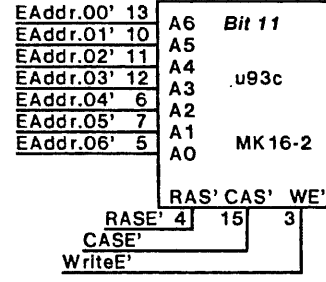 EAddr.00' 13 A6 Bit 11
EAddr.01' 10 A5
EAddr.02' 11 A4 u93c
EAddr.03' 12 A3
EAddr.04' 6 A2
EAddr.05' 7 A1 MK16-2
EAddr.06' 5 A0
RAS' CAS' WE'
RASE' 4 15 3
CASE'
WriteE'